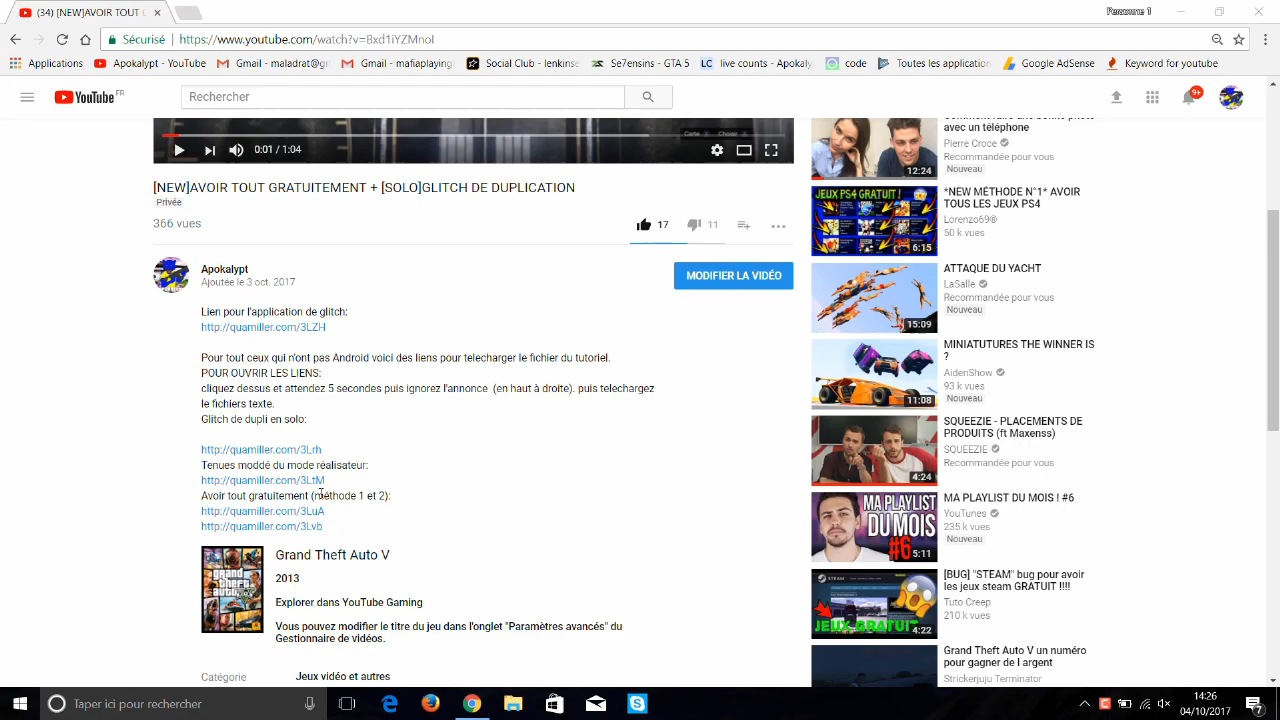 (34) [NEW]AVOIR TOUT G
Personne 1
Sécurisé https://www.youtube.com/watch?v=Bxd1iYZMnoI
Applications Apokalypt - YouTube Gmail - mandrat@gr Gmail - mafiaplaying Social Club - lenkinse Se7ensins - GTA 5 live counts - Apokaly code Toutes les application Google AdSense Keyword for youtube
YouTube FR
Rechercher
9+
0:01 / 1:04
[NEW]AVOIR TOUT GRATUITEMENT + [SOLO]GLITCH DE DUPLICATION
Privée
366 vues
17 11
Apokalypt
Ajoutée le 3 oct. 2017
MODIFIER LA VIDÉO
Lien pour l'application de glitch:
http://quamiller.com/3LZH
Pour tout ceux qui n'ont pas Android voici des liens pour telecharger le fichier du tutoriel.
POUR OUVRIR LES LIENS:
cliquez dessus et attendez 5 secondes puis ignorez l'annonce (en haut à droite). puis telechargez
le fichiers texte.
Glitch de dupli en solo:
http://quamiller.com/3Lrh
Tenues moddé du mode réalisateur:
http://quamiller.com/3LtM
Avoir tout gratuitement (méthode 1 et 2):
http://quamiller.com/3LuA
http://quamiller.com/3Lvb
Grand Theft Auto V
2013
Explorer dans YouTube Gaming
Vous pouvez modifier le titre du jeu dans l'onglet "Paramètres avancés" du
Gestionnaire de vidéos.
Catégorie Jeux vidéo et autres
avec un téléphone
Pierre Croce
Recommandée pour vous
Nouveau
12:24
JEUX PS4 GRATUIT !
6:15
*NEW MÉTHODE N°1* AVOIR
TOUS LES JEUX PS4
Lorenzo69®
50 k vues
15:09
ATTAQUE DU YACHT
LaSalle
Recommandée pour vous
Nouveau
11:08
MINIATUTURES THE WINNER IS
?
AidenShow
93 k vues
Nouveau
4:24
SQUEEZIE - PLACEMENTS DE
PRODUITS (ft Maxenss)
SQUEEZIE
Recommandée pour vous
MA PLAYLIST
DU MOIS
#6
5:11
MA PLAYLIST DU MOIS ! #6
YouTunes
235 k vues
Nouveau
STEAM
JEUX GRATUIT
4:22
[BUG] "STEAM" bug pour avoir
les jeux steam GRATUIT !!!!
Tuto Creep
210 k vues
Grand Theft Auto V un numéro
pour gagner de l argent
Strickerjuju Terminator
Taper ici pour rechercher
14:26
04/10/2017
7